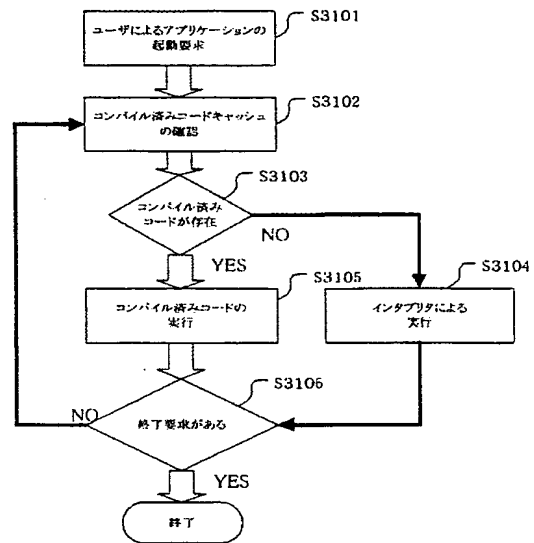 S3101
ユーザによるアプリケーションの
起動要求
S3102
コンパイル済みコードキャッシュ
の確認
S3103
コンパイル済み
コードが存在
NO
YES
S3104
インタプリタによる
実行
S3105
コンパイル済みコードの
実行
S3106
終了要求がある
NO
YES
終了